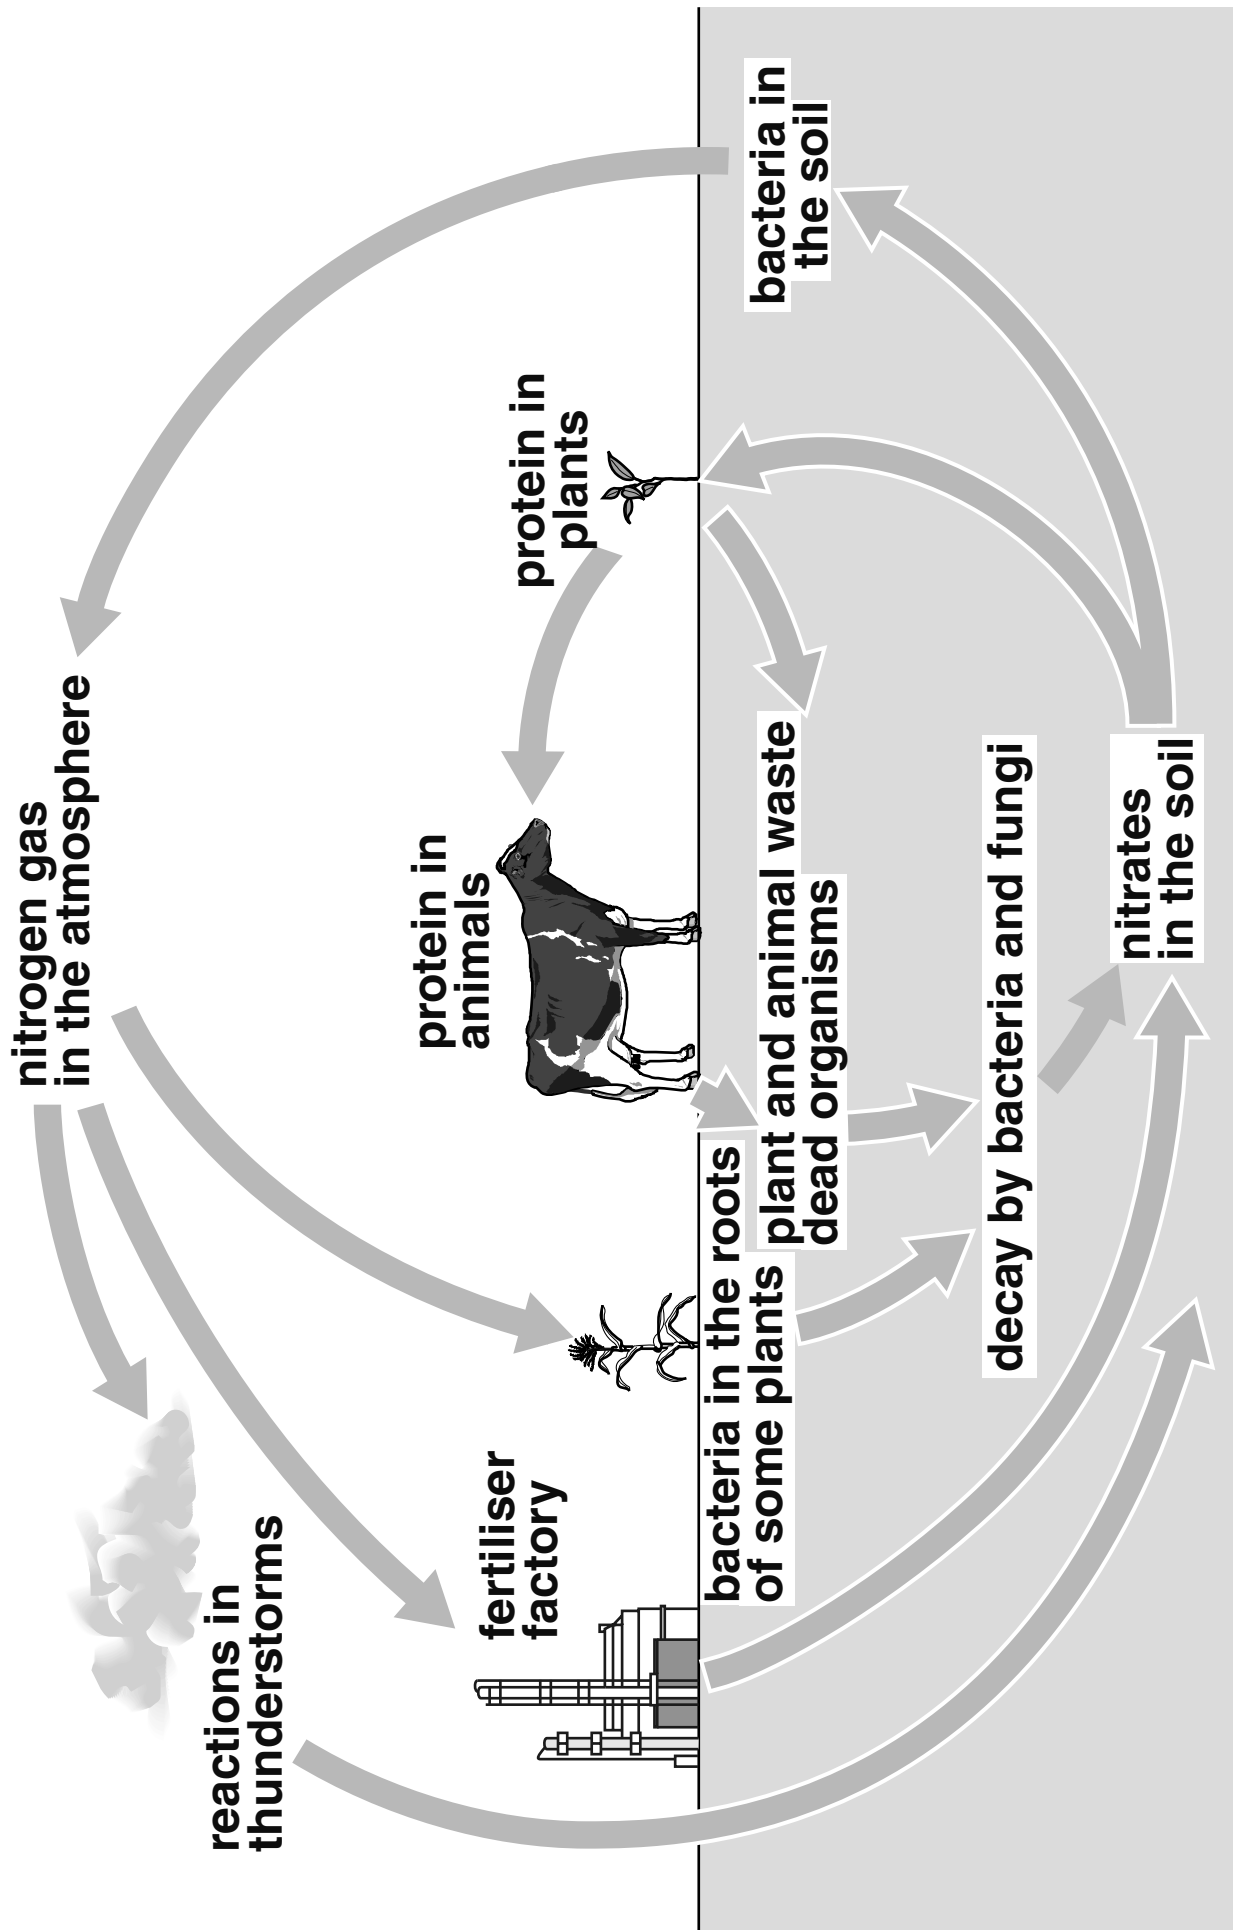 nitrogen gas
in the atmosphere
reactions in
thunderstorms
fertiliser
factory
protein in
animals
protein in
plants
bacteria in the roots
of some plants
plant and animal waste
dead organisms
bacteria in
the soil
decay by bacteria and fungi
nitrates
in the soil